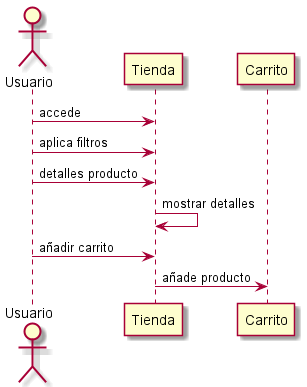 Usuario
Tienda
Carrito
accede
aplica filtros
detalles producto
mostrar detalles
añadir carrito
añade producto
Usuario
Tienda
Carrito